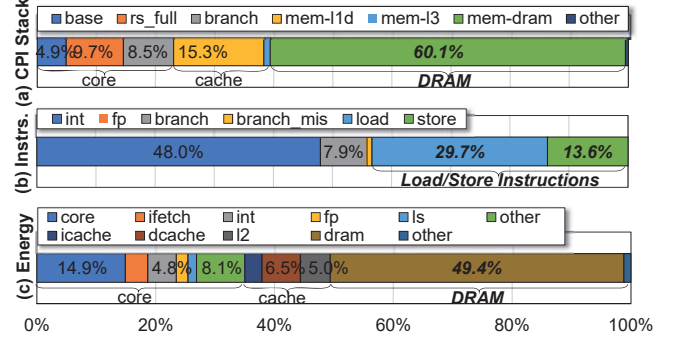 (a) CPI Stack
base rs_full branch mem-l1d mem-l3 mem-dram other
4.9% 9.7% 8.5% 15.3% 60.1%
core cache DRAM
(b) Instrs.
int fp branch branch_mis load store
48.0% 7.9% 29.7% 13.6%
Load/Store Instructions
(c) Energy
core ifetch int fp ls other
icache dcache l2 dram other
14.9% 4.8% 8.1% 6.5% 5.0% 49.4%
core cache DRAM
0% 20% 40% 60% 80% 100%